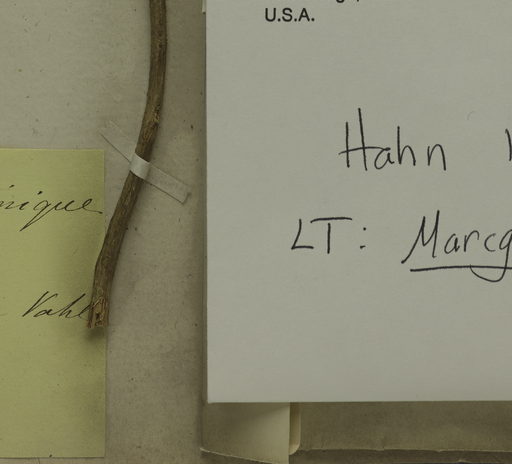 U.S.A.
Hahn
LT: Marcg
nique
Vahl